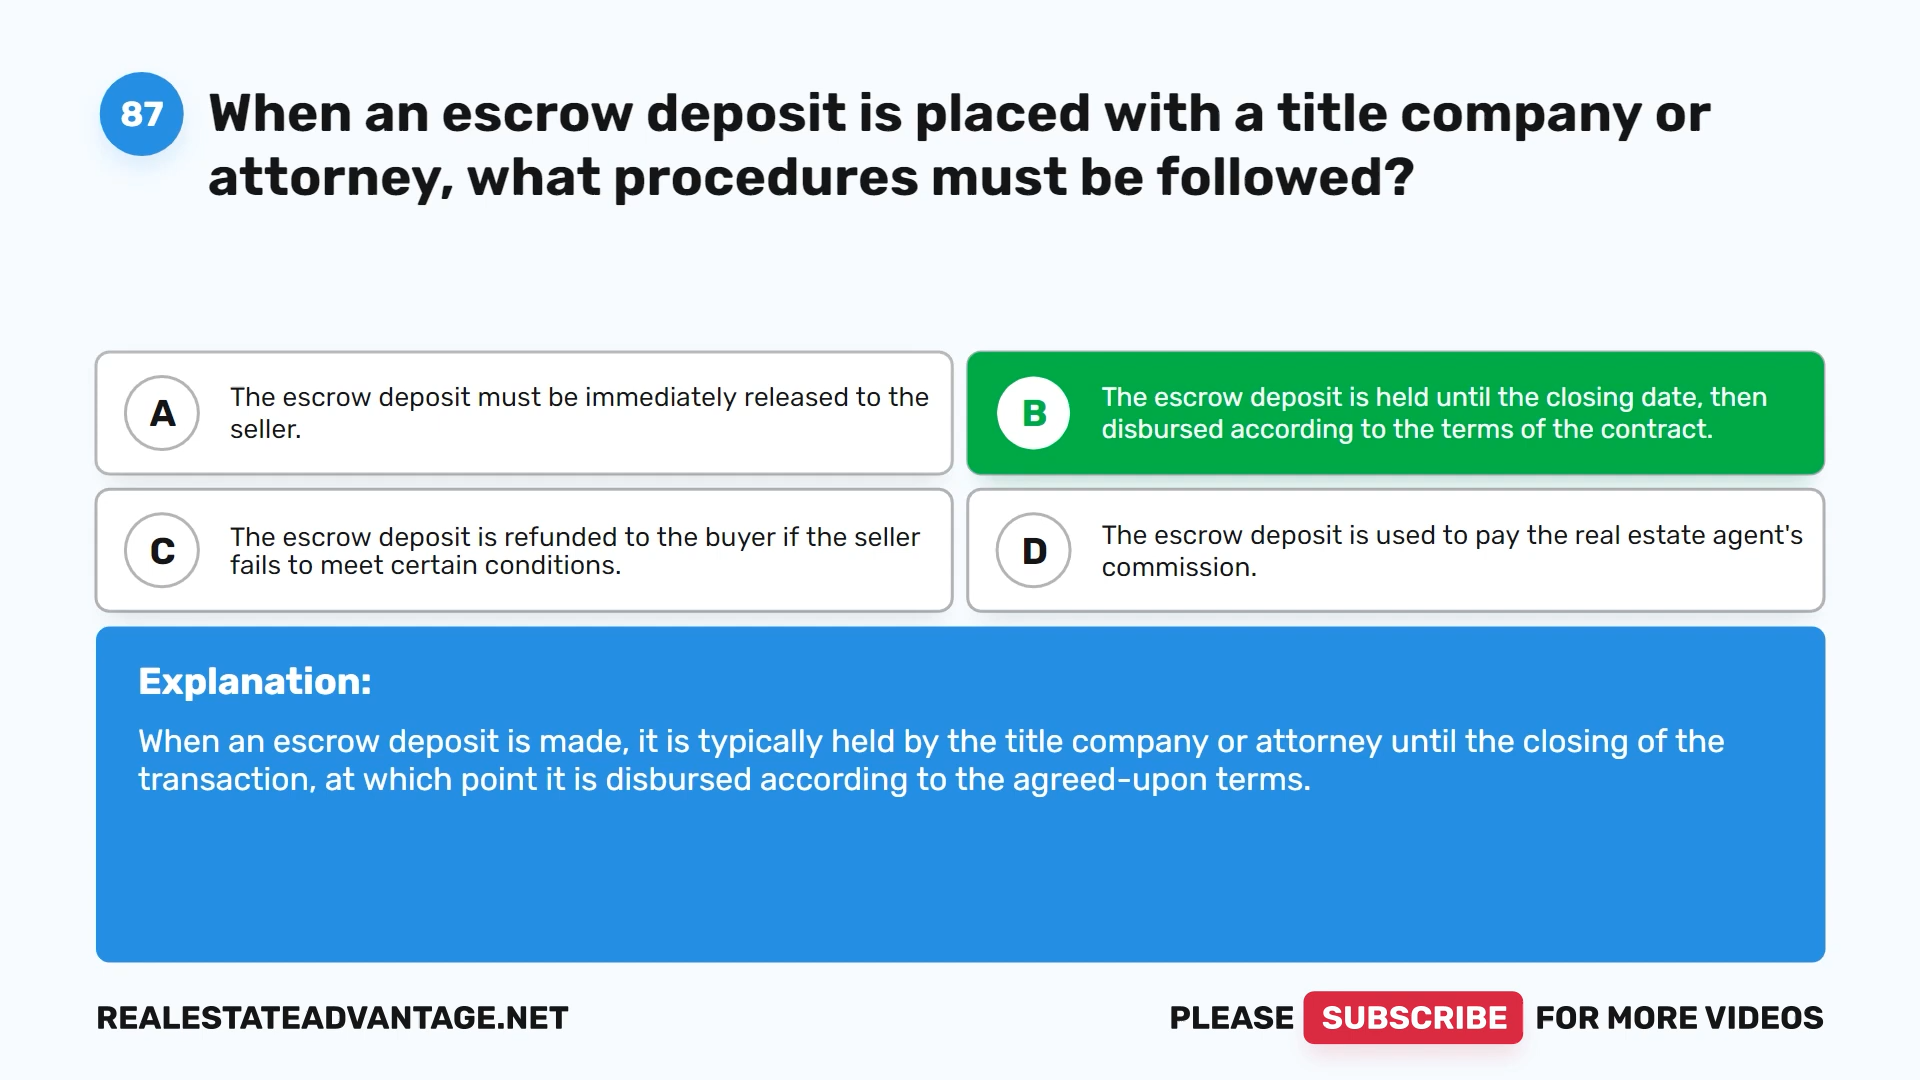 87
When an escrow deposit is placed with a title company or
attorney, what procedures must be followed?
A
The escrow deposit must be immediately released to the
seller.
B
The escrow deposit is held until the closing date, then
disbursed according to the terms of the contract.
C
The escrow deposit is refunded to the buyer if the seller
fails to meet certain conditions.
D
The escrow deposit is used to pay the real estate agent's
commission.
Explanation:
When an escrow deposit is made, it is typically held by the title company or attorney until the closing of the
transaction, at which point it is disbursed according to the agreed-upon terms.
REALESTATEADVANTAGE.NET
PLEASE SUBSCRIBE FOR MORE VIDEOS